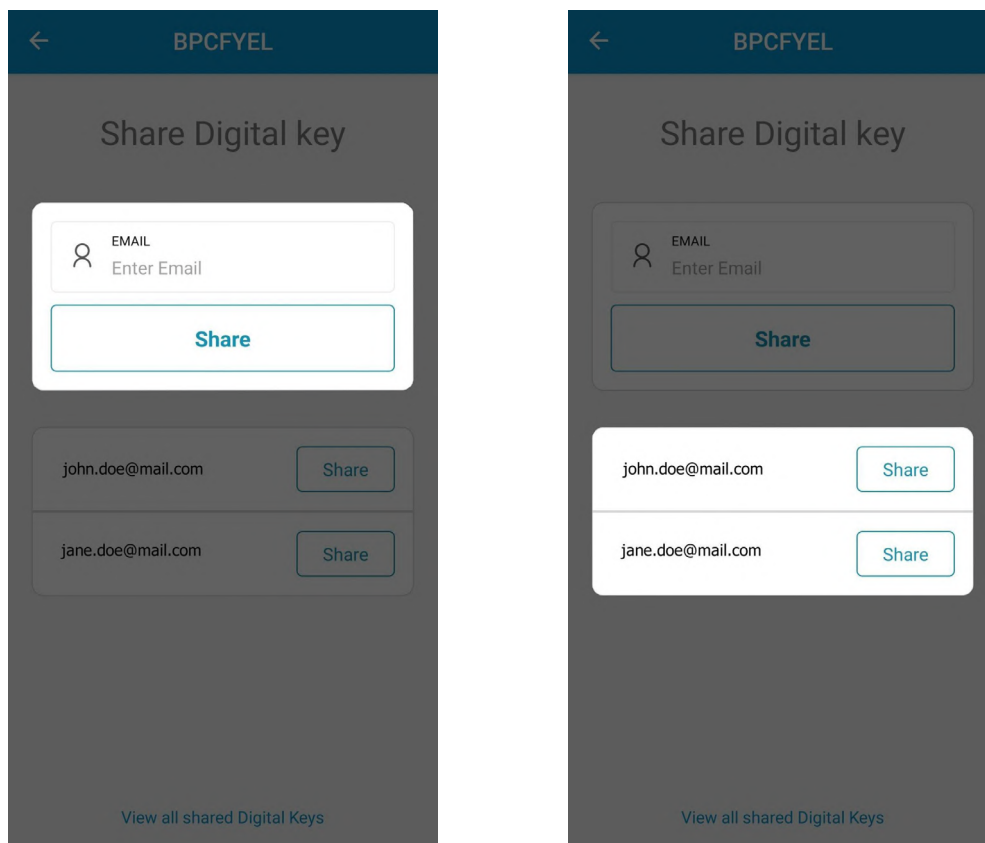 BPCFYEL
Share Digital key
EMAIL
Enter Email
Share
john.doe@mail.com Share
jane.doe@mail.com Share
View all shared Digital Keys
BPCFYEL
Share Digital key
EMAIL
Enter Email
Share
john.doe@mail.com Share
jane.doe@mail.com Share
View all shared Digital Keys